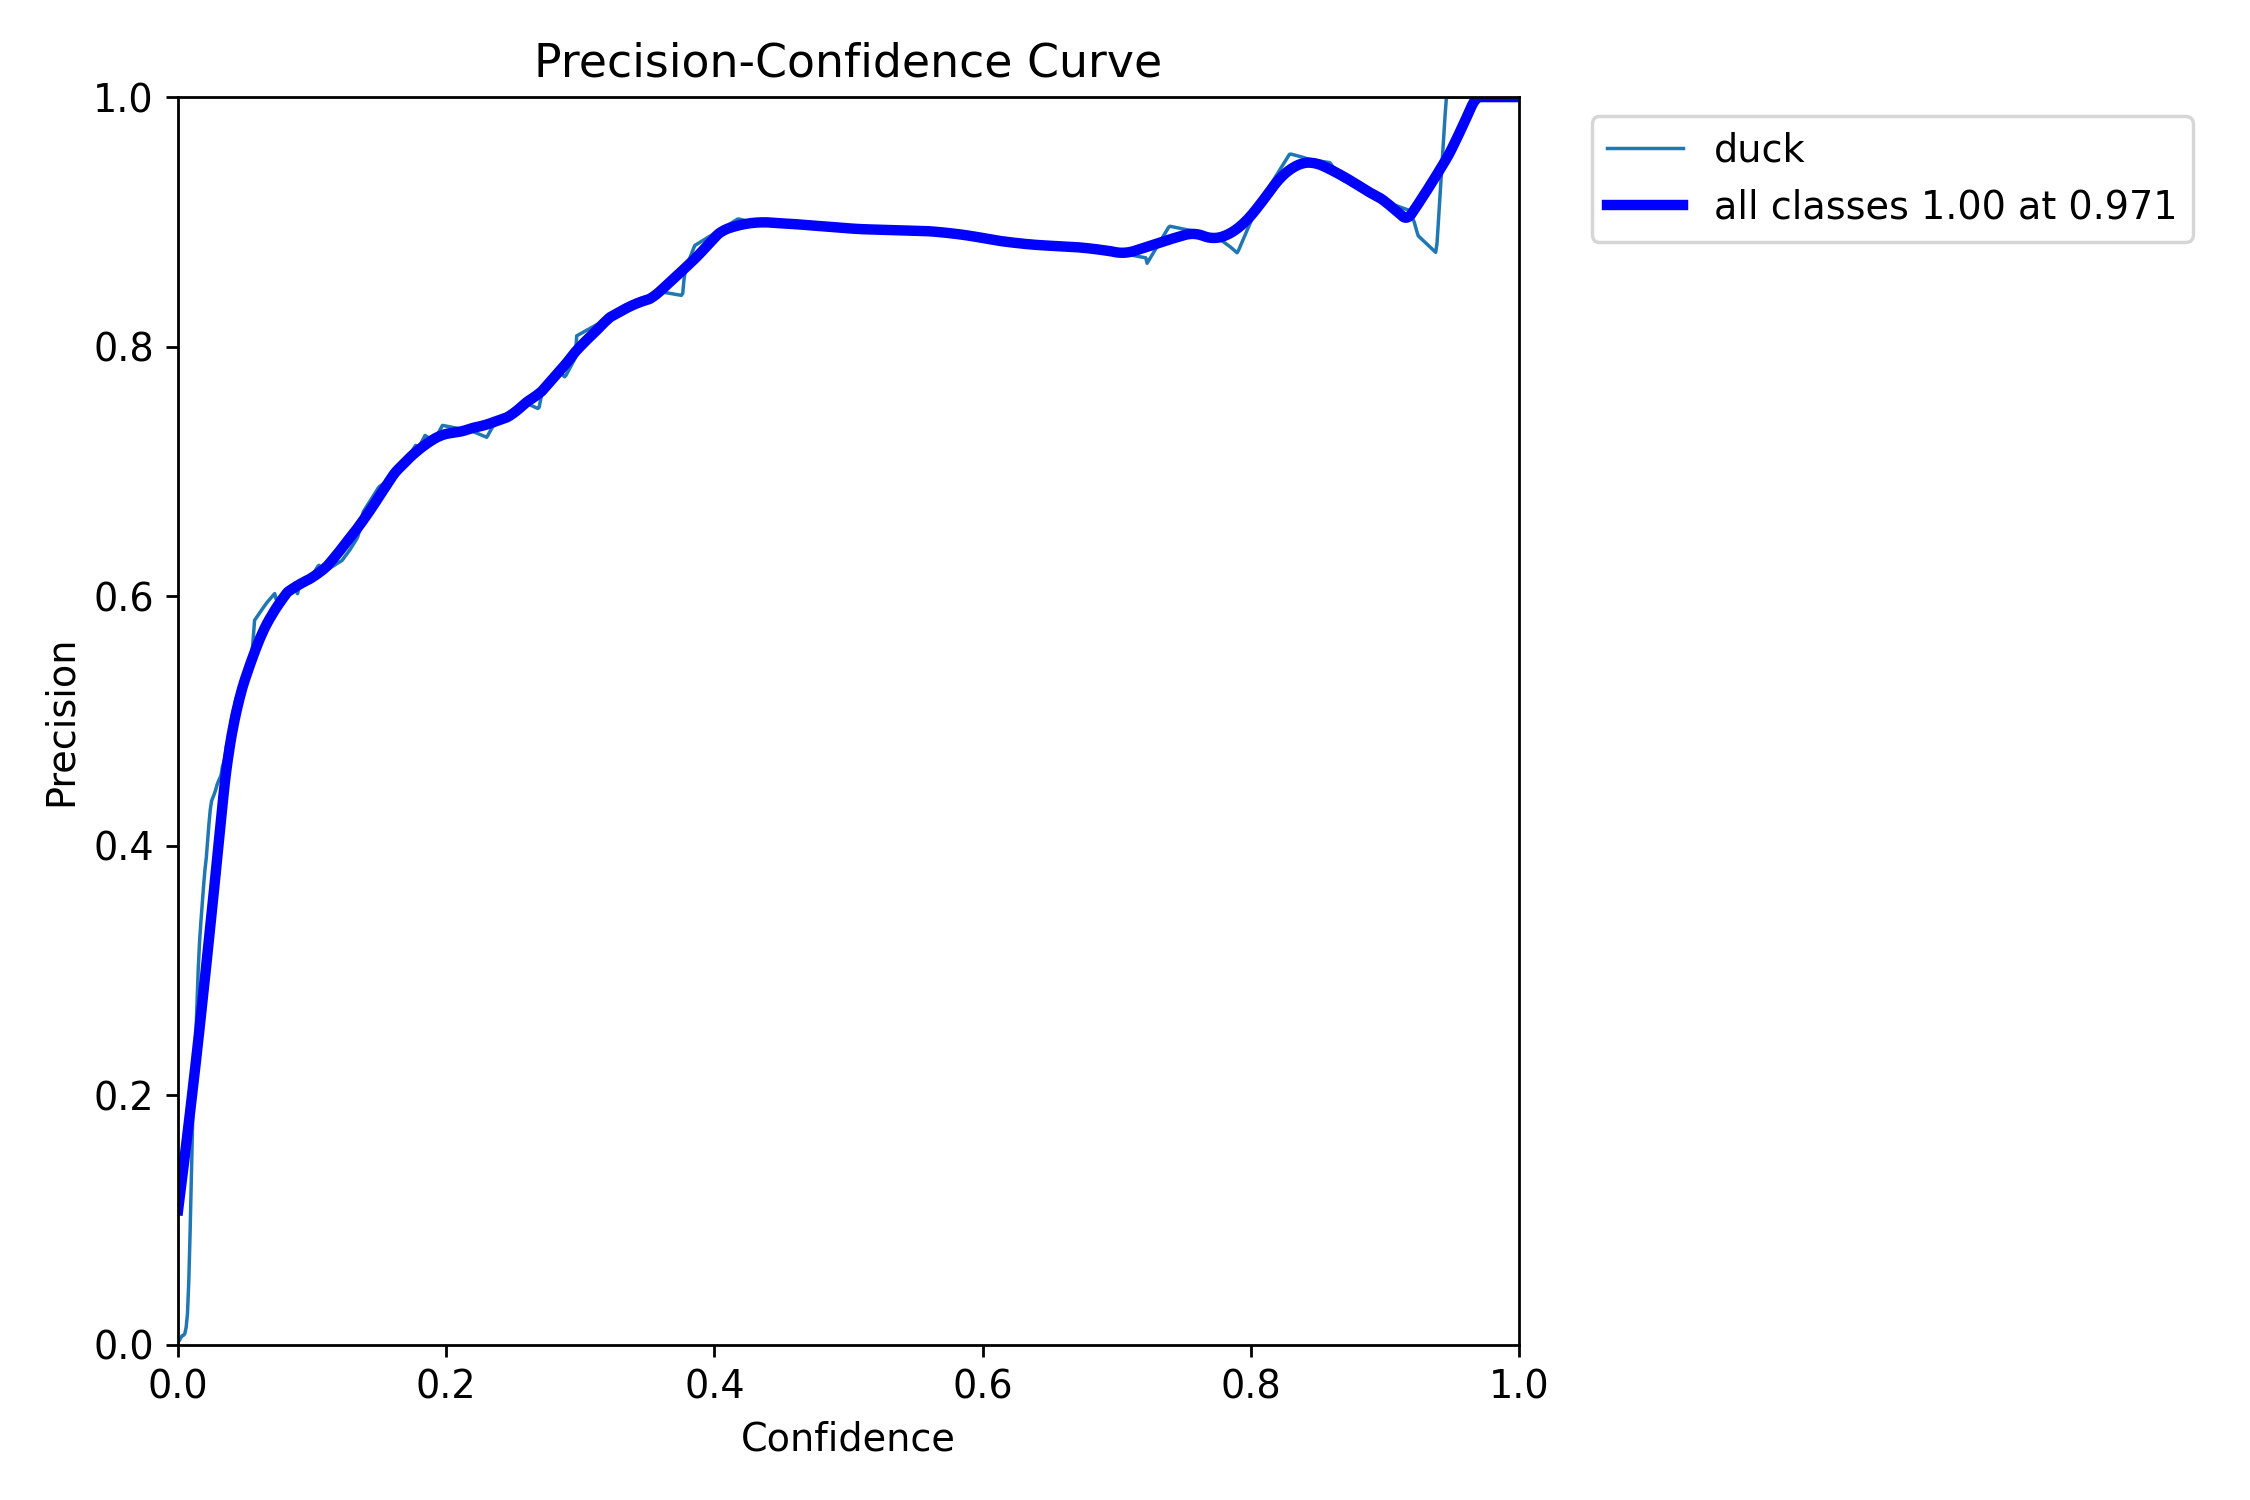 Precision-Confidence Curve
1.0
0.8
0.6
0.4
0.2
0.0
Precision
0.0 0.2 0.4 0.6 0.8 1.0
Confidence
duck
all classes 1.00 at 0.971